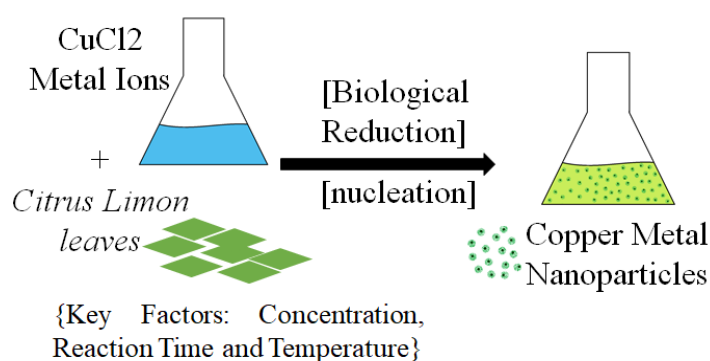 CuCl2
Metal Ions
+
Citrus Limon
leaves
{Key Factors: Concentration,
Reaction Time and Temperature}
[Biological
Reduction]
[nucleation]
Copper Metal
Nanoparticles